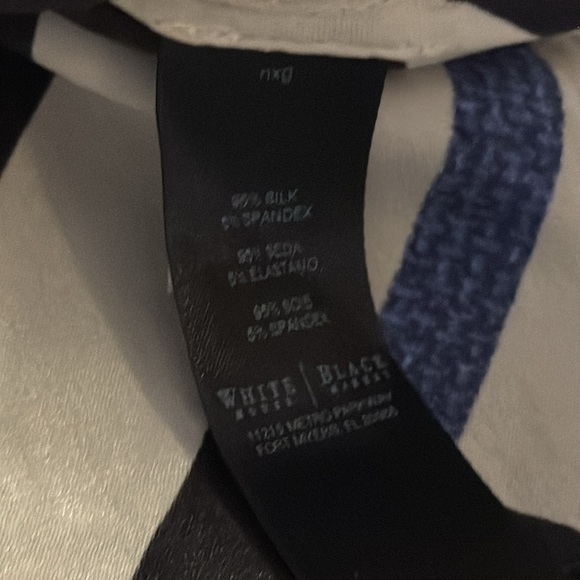 nxg
95% SILK
5% SPANDEX
95% SEDA
5% ELASTANO
95% SOIE
5% SPANDEX
WHITE | BLACK
HOUSE | MARKET
11215 METRO PARKWAY
FORT MYERS, FL